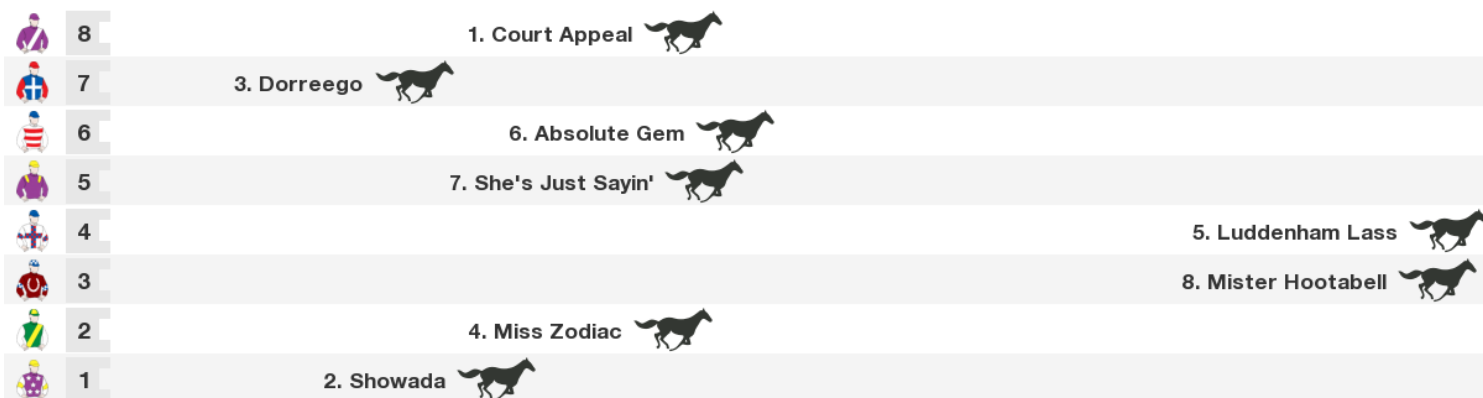 8 1. Court Appeal
7 3. Dorreego
6 6. Absolute Gem
5 7. She's Just Sayin'
4 5. Luddenham Lass
3 8. Mister Hootabell
2 4. Miss Zodiac
1 2. Showada